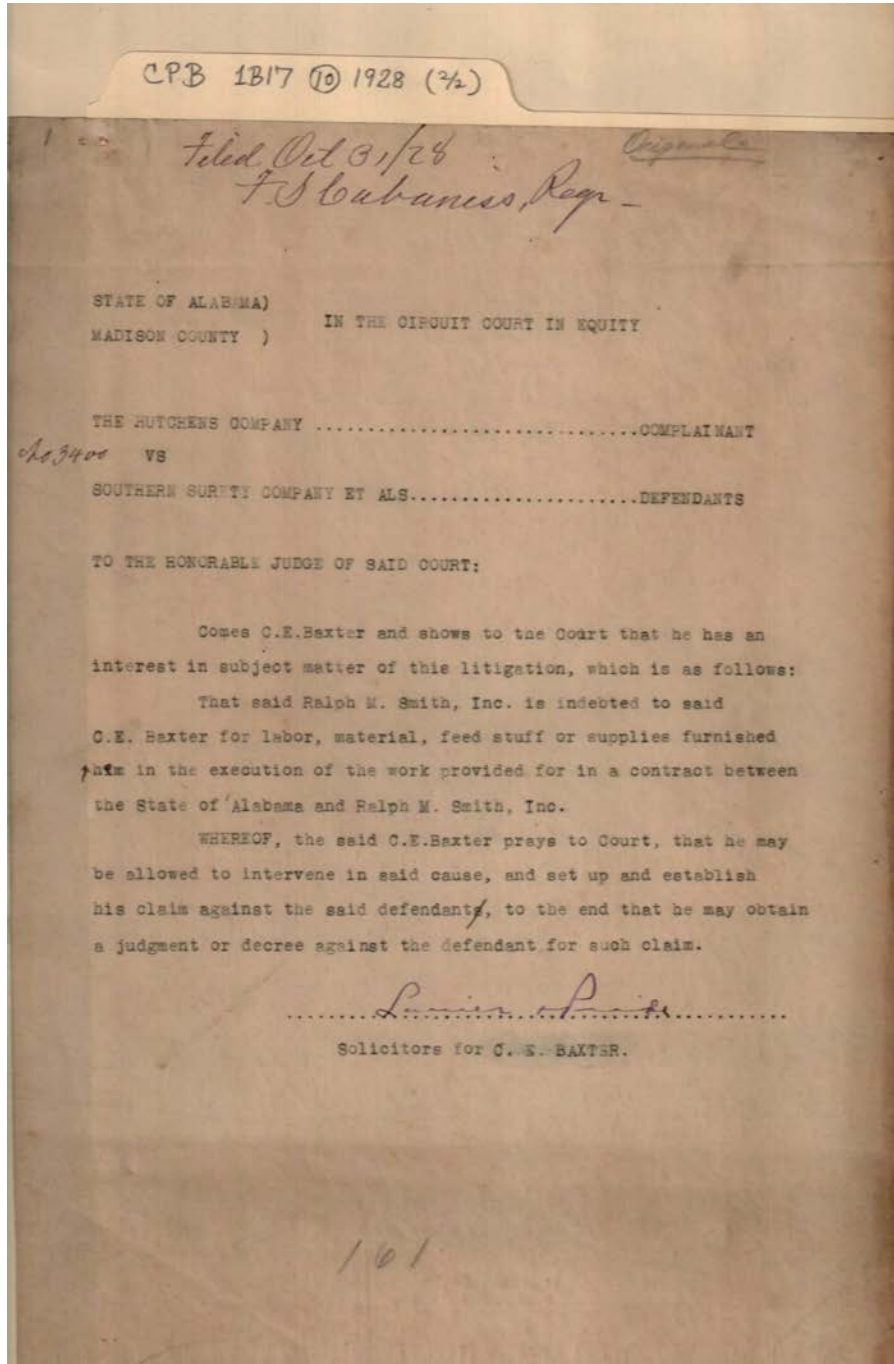 CPB 1B17 ⑩ 1928 (2/2)
Filed Oct 31/28
Originals
F S Cabaniss, Regr -
STATE OF ALABAMA)
IN THE CIRCUIT COURT IN EQUITY
MADISON COUNTY )
THE HUTCHENS COMPANY ................................COMPLAINANT
No 3400 VS
SOUTHERN SURETY COMPANY ET ALS.....................DEFENDANTS
TO THE HONORABLE JUDGE OF SAID COURT:
Comes C.E.Baxter and shows to the Court that he has an
interest in subject matter of this litigation, which is as follows:
That said Ralph M. Smith, Inc. is indebted to said
C.E. Baxter for labor, material, feed stuff or supplies furnished
him in the execution of the work provided for in a contract between
the State of Alabama and Ralph M. Smith, Inc.
WHEREOF, the said C.E.Baxter prays to Court, that he may
be allowed to intervene in said cause, and set up and establish
his claim against the said defendant, to the end that he may obtain
a judgment or decree against the defendant for such claim.
Lanier & Pride
Solicitors for C. E. BAXTER.
161